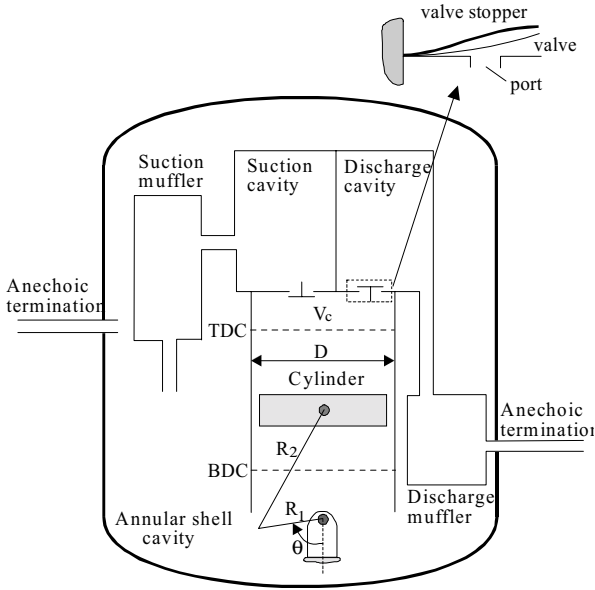 valve stopper
valve
port
Suction
muffler
Suction
cavity
Discharge
cavity
Anechoic
termination
Vc
TDC
D
Cylinder
R2
BDC
R1
θ
Annular shell
cavity
Anechoic
termination
Discharge
muffler